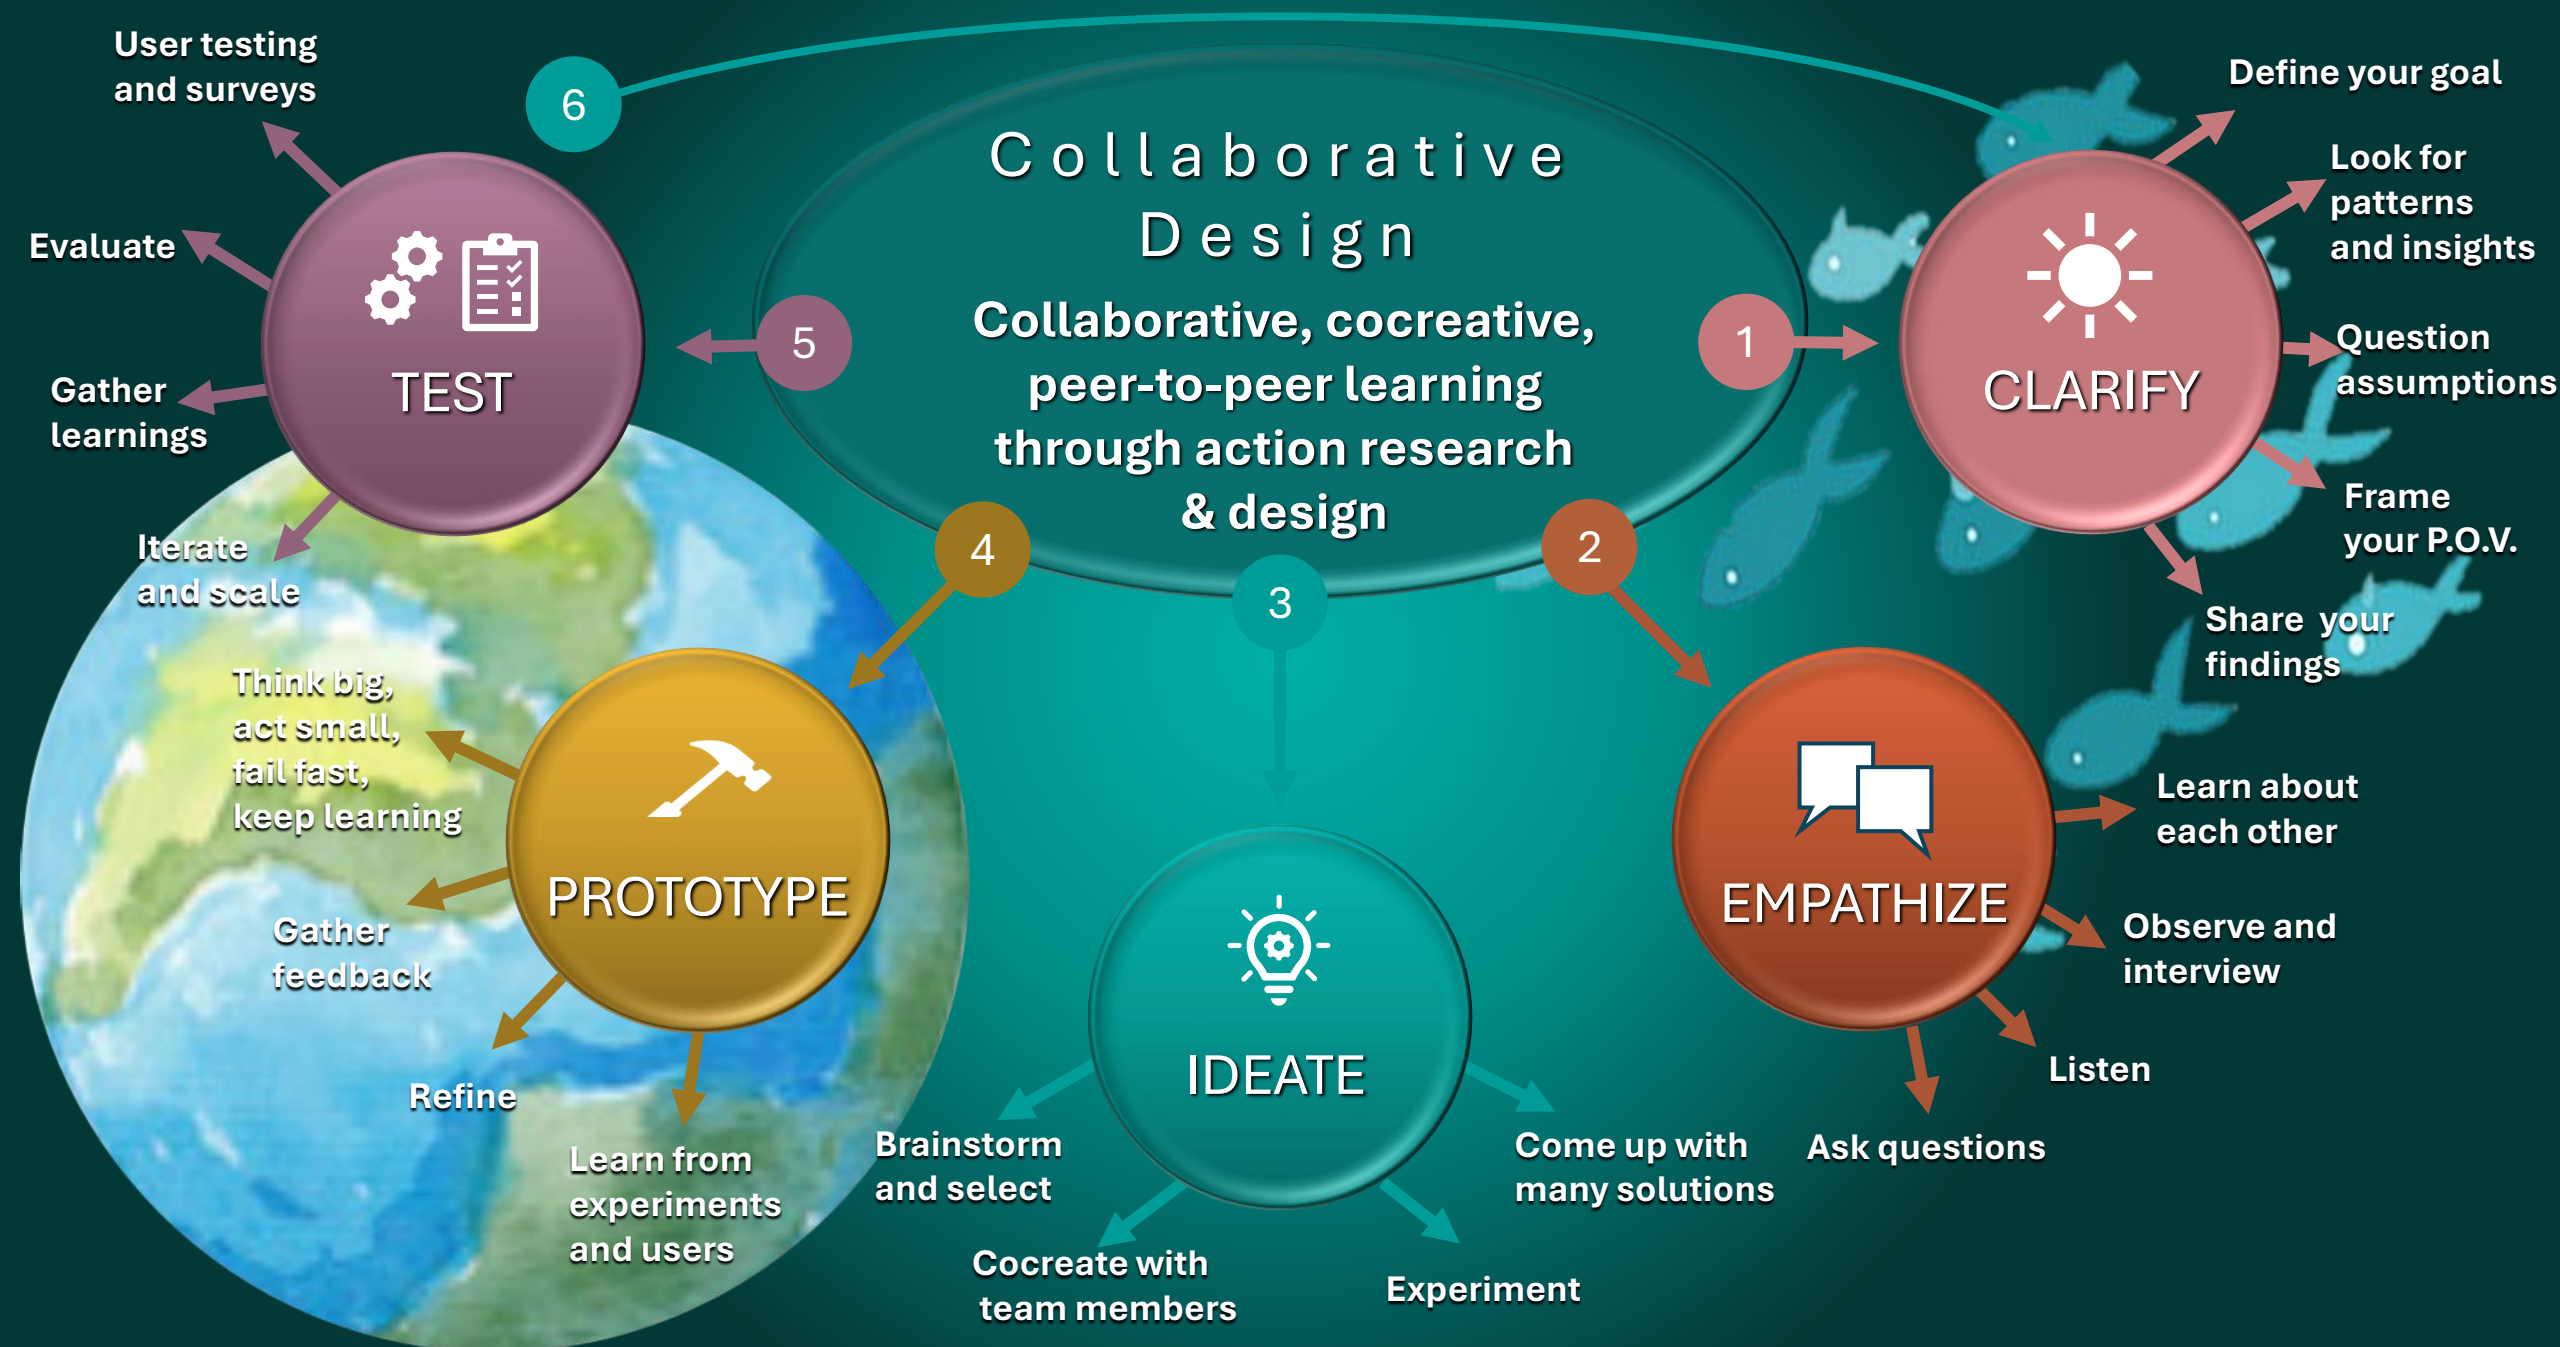 Collaborative
Design
Collaborative, cocreative,
peer-to-peer learning
through action research
& design
1
CLARIFY
Define your goal
Look for
patterns
and insights
Question
assumptions
Frame
your P.O.V.
Share your
findings
2
EMPATHIZE
Learn about
each other
Observe and
interview
Listen
Ask questions
3
IDEATE
Come up with
many solutions
Experiment
Cocreate with
team members
Brainstorm
and select
4
PROTOTYPE
Think big,
act small,
fail fast,
keep learning
Gather
feedback
Refine
Learn from
experiments
and users
5
TEST
User testing
and surveys
Evaluate
Gather
learnings
Iterate
and scale
6